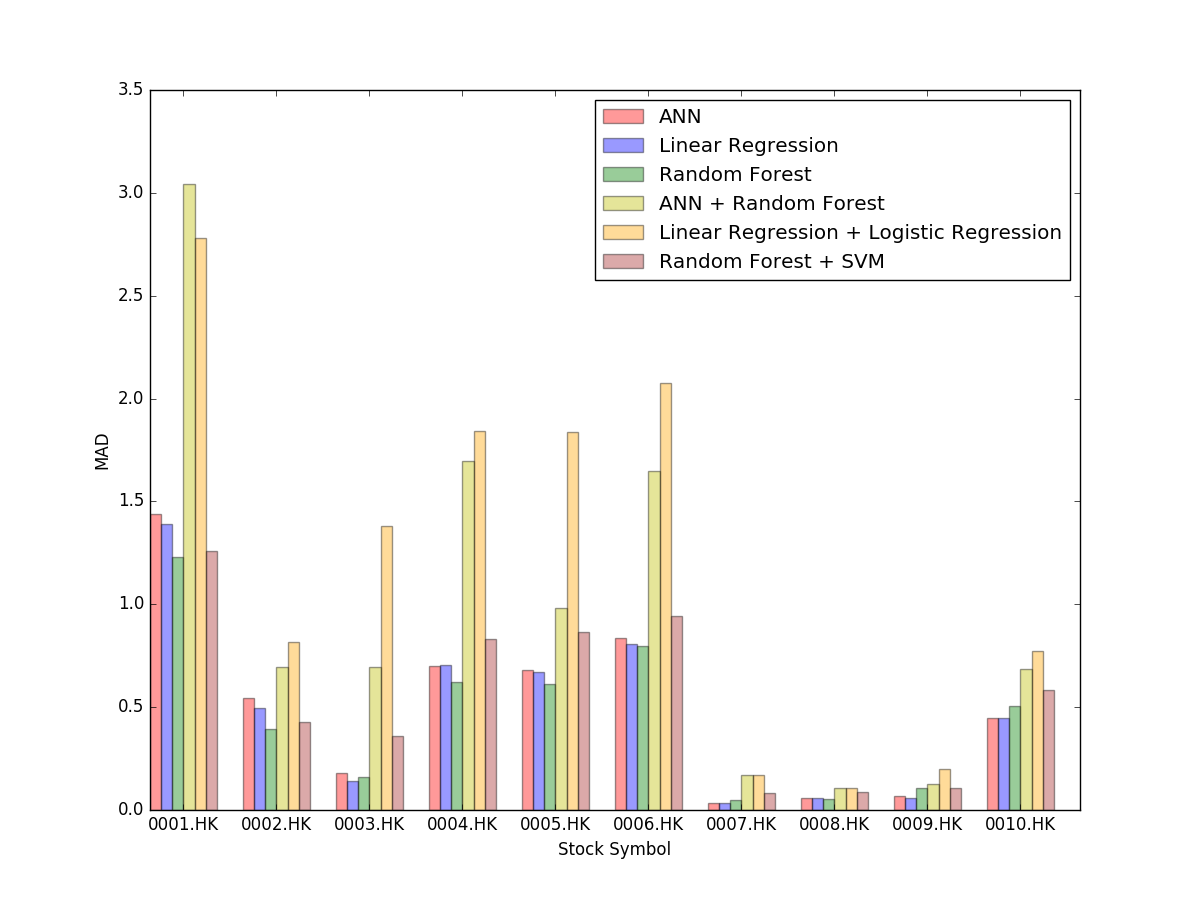 3.5
3.0
2.5
2.0
1.5
1.0
0.5
0.0
MAD
ANN
Linear Regression
Random Forest
ANN + Random Forest
Linear Regression + Logistic Regression
Random Forest + SVM
0001.HK 0002.HK 0003.HK 0004.HK 0005.HK 0006.HK 0007.HK 0008.HK 0009.HK 0010.HK
Stock Symbol